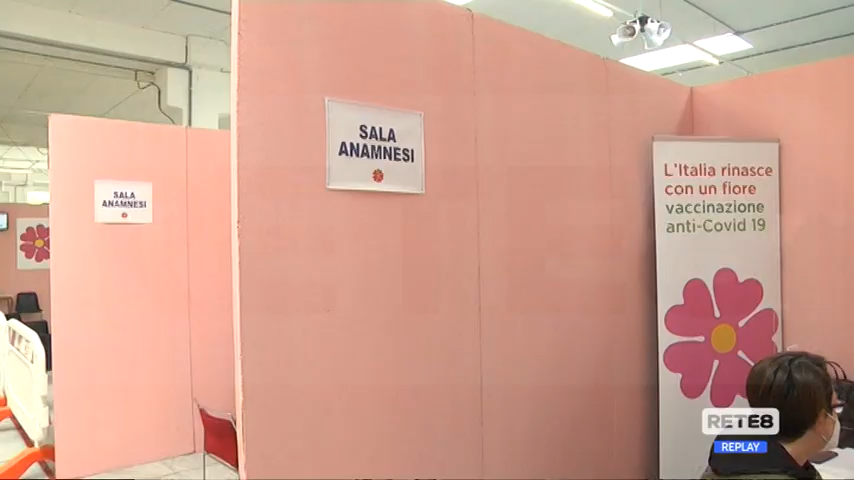 SALA
ANAMNESI
SALA
ANAMNESI
L'Italia rinasce
con un fiore
vaccinazione
anti-Covid 19
RETE8
REPLAY